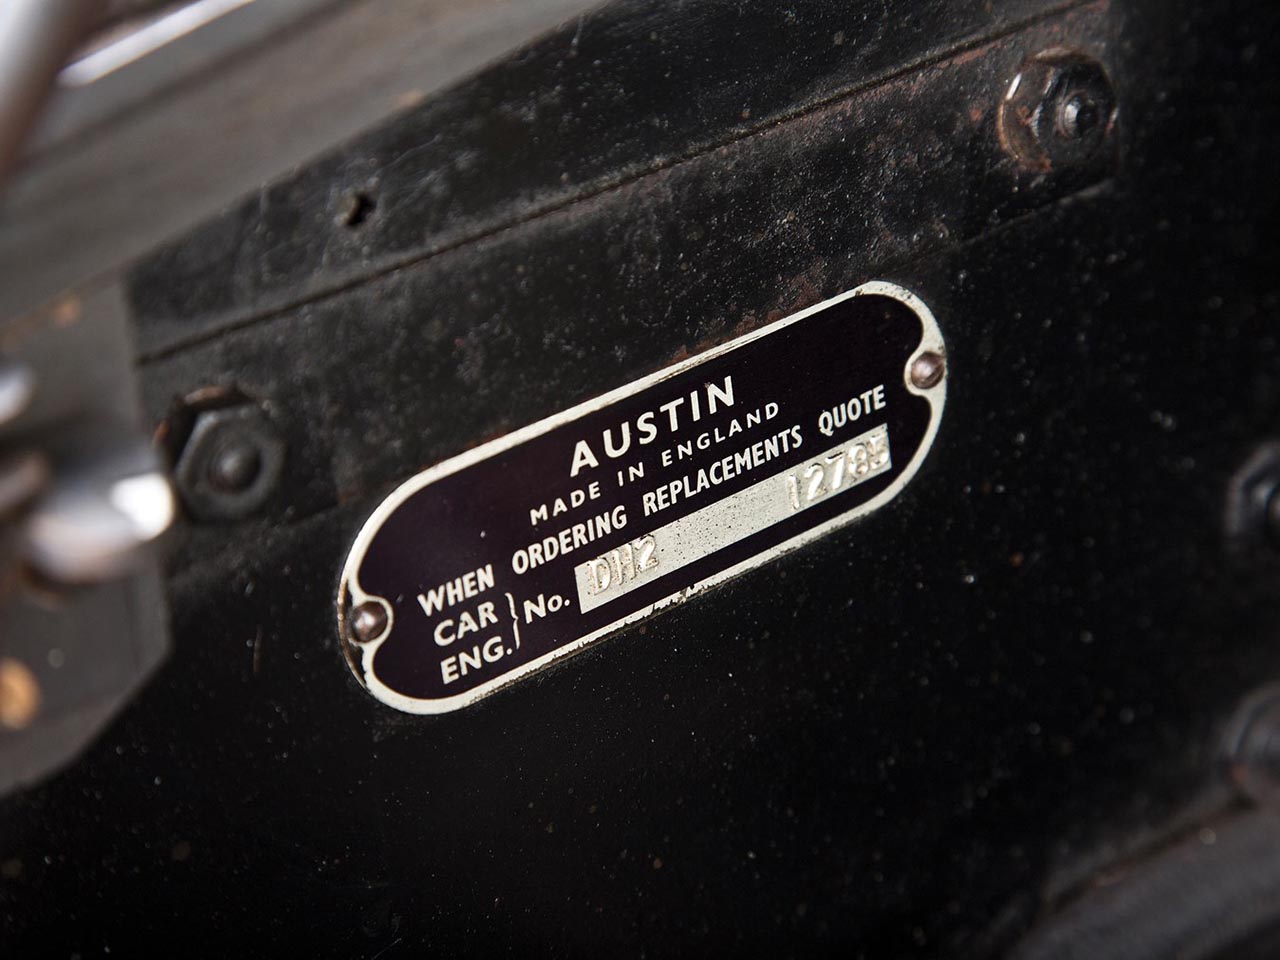 AUSTIN
MADE IN ENGLAND
WHEN ORDERING REPLACEMENTS QUOTE
CAR
ENG. } No. DH2 12785